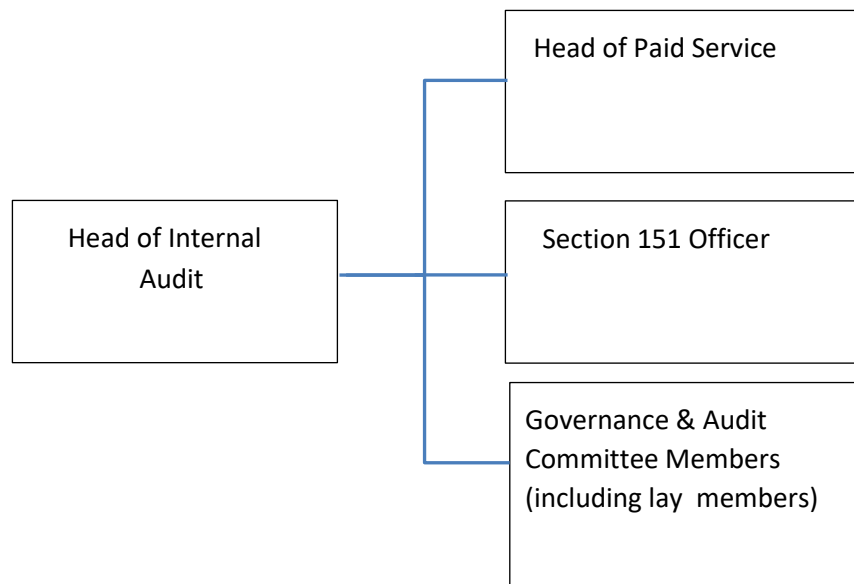 Head of Paid Service
Head of Internal
Audit
Section 151 Officer
Governance & Audit
Committee Members
(including lay  members)